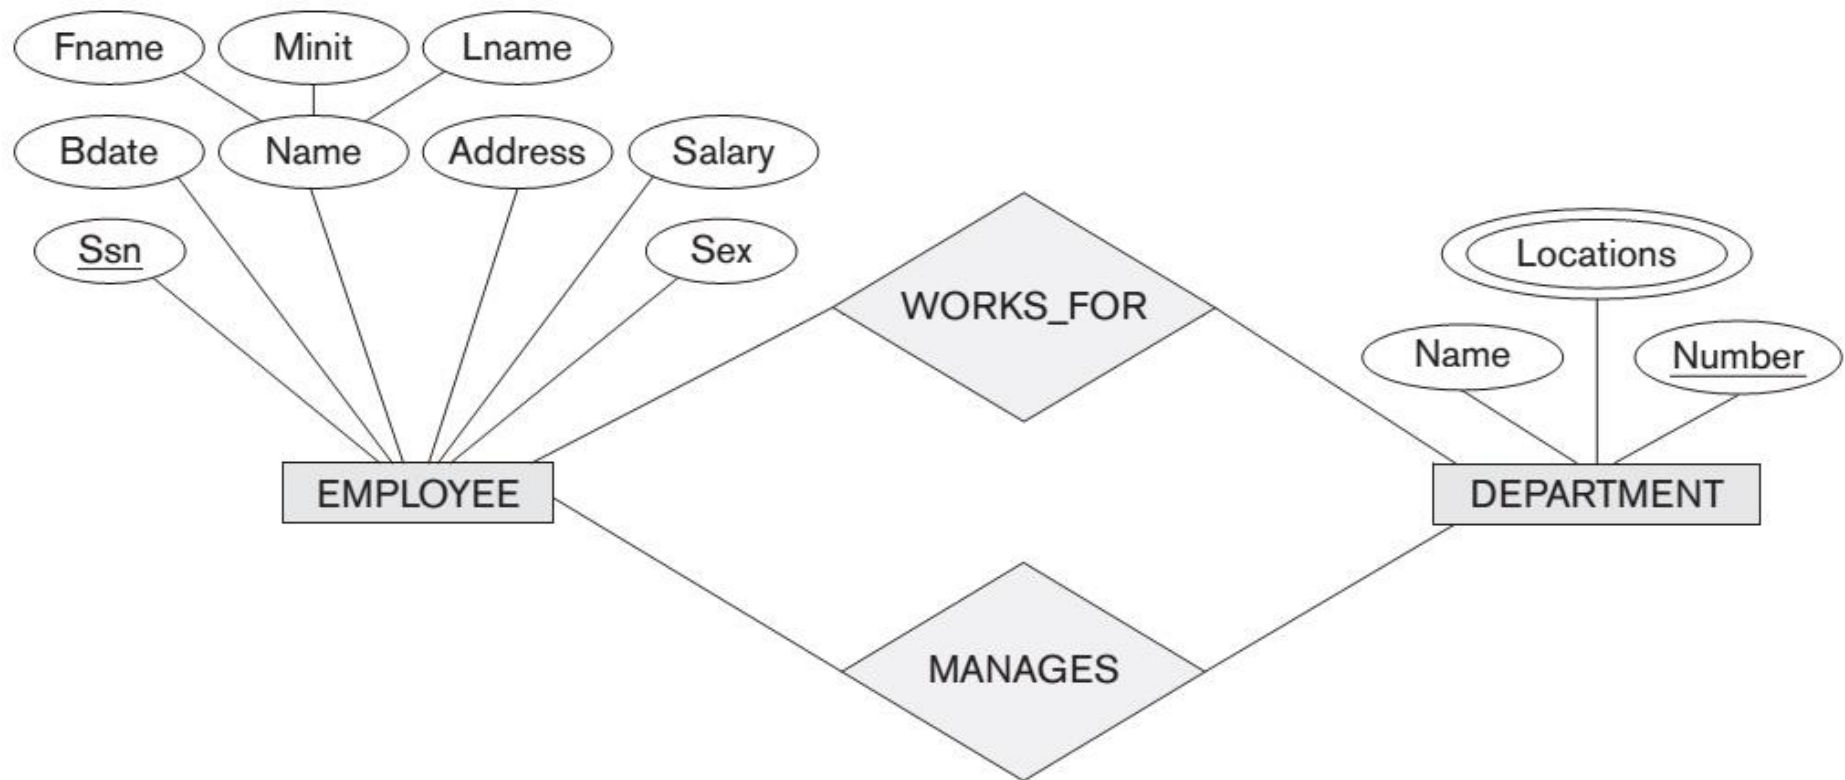 Fname
Minit
Lname
Bdate
Name
Address
Salary
Ssn
Sex
WORKS_FOR
Locations
Name
Number
EMPLOYEE
DEPARTMENT
MANAGES